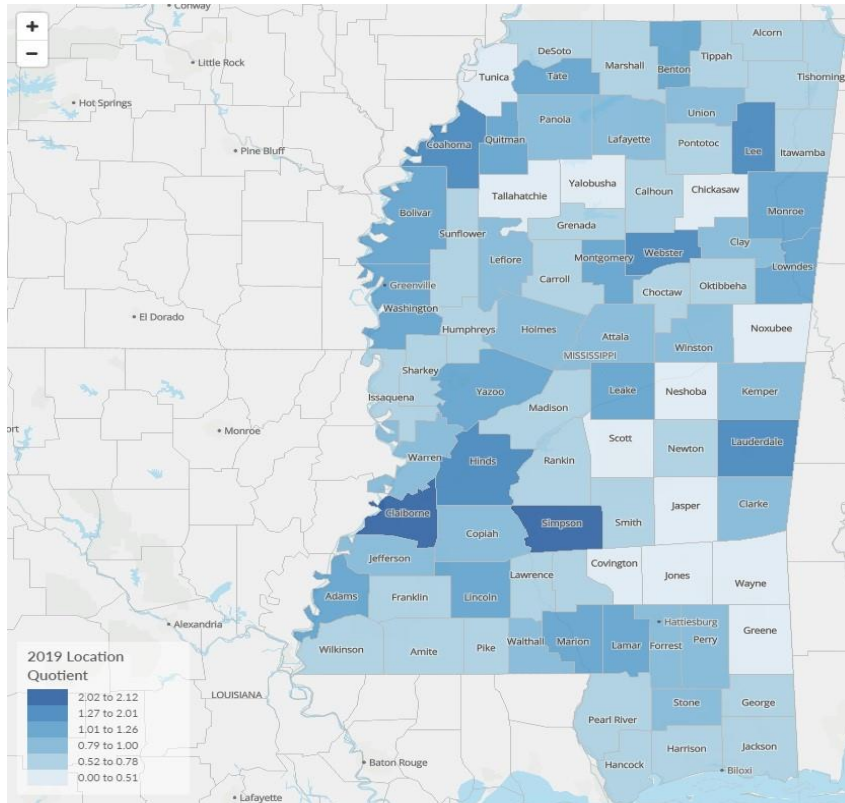 Conway
+
−
Little Rock
Hot Springs
Pine Bluff
El Dorado
Monroe
Alexandria
LOUISIANA
Baton Rouge
Lafayette
ort
DeSoto
Alcorn
Tunica
Tate
Marshall
Benton
Tippah
Tishoming
Coahoma
Quitman
Panola
Lafayette
Union
Pontotoc
Lee
Itawamba
Tallahatchie
Yalobusha
Calhoun
Chickasaw
Monroe
Bolivar
Sunflower
Grenada
Leflore
Montgomery
Webster
Clay
Lowndes
Carroll
Choctaw
Oktibbeha
Greenville
Washington
Humphreys
Holmes
Attala
Winston
Noxubee
MISSISSIPPI
Sharkey
Issaquena
Yazoo
Madison
Leake
Neshoba
Kemper
Warren
Hinds
Rankin
Scott
Newton
Lauderdale
Claiborne
Copiah
Simpson
Smith
Jasper
Clarke
Jefferson
Adams
Franklin
Lincoln
Lawrence
Covington
Jones
Wayne
Wilkinson
Amite
Pike
Walthall
Marion
Lamar
Hattiesburg
Forrest
Perry
Greene
Pearl River
Stone
George
Hancock
Harrison
Jackson
Biloxi
2019 Location
Quotient
2.02 to 2.12
1.27 to 2.01
1.01 to 1.26
0.79 to 1.00
0.52 to 0.78
0.00 to 0.51